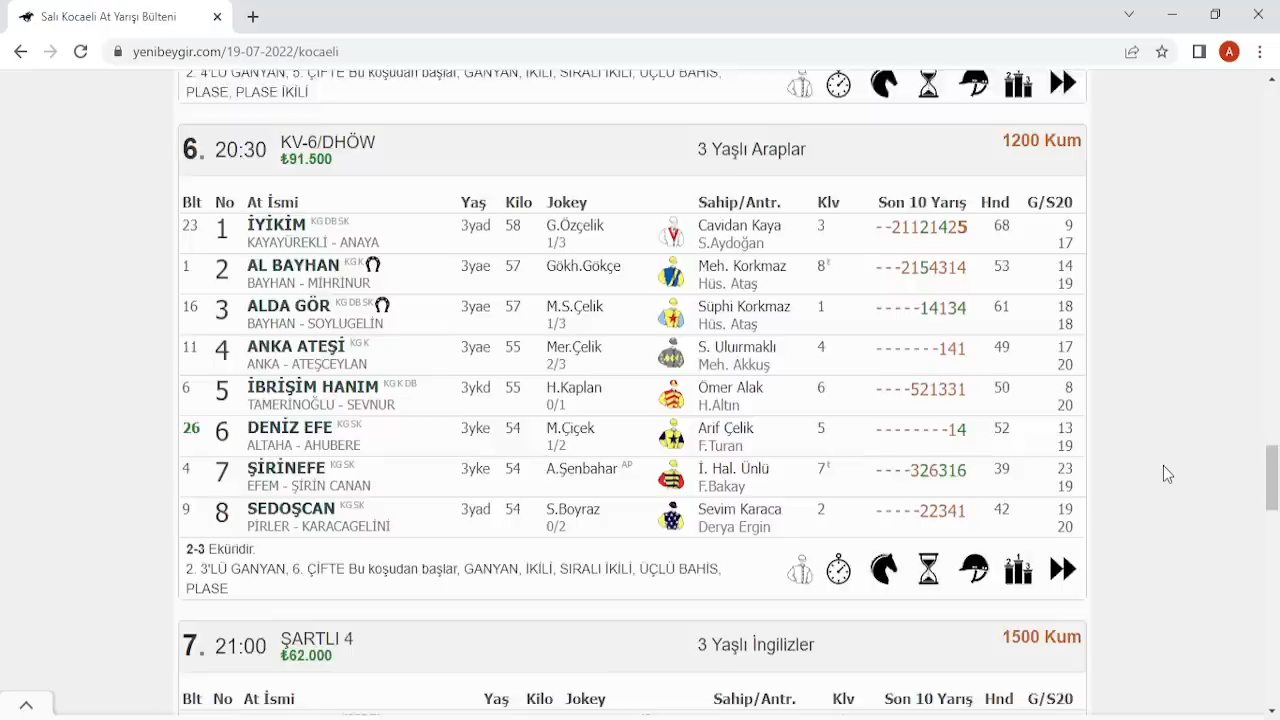 Salı Kocaeli At Yarışı Bülteni
yenibeygir.com/19-07-2022/kocaeli
A
2. 4'LÜ GANYAN, 5. ÇİFTE Bu koşudan başlar, GANYAN, İKİLİ, SIRALI İKİLİ, ÜÇLÜ BAHİS,
PLASE, PLASE İKİLİ
6. 20:30 KV-6/DHÖW 3 Yaşlı Araplar 1200 Kum
₺91.500
Blt No At İsmi Yaş Kilo Jokey Sahip/Antr. Klv Son 10 Yarış Hnd G/S20
23 1 İYİKİM KG DB SK 3yad 58 G.Özçelik Cavidan Kaya 3 --21121425 68 9
KAYAYÜREKLİ - ANAYA 1/3 S.Aydoğan 17
1 2 AL BAYHAN KG K 3yae 57 Gökh.Gökçe Meh. Korkmaz 8t ---2154314 53 14
BAYHAN - MİHRİNUR Hüs. Ataş 19
16 3 ALDA GÖR KG DB SK 3yae 57 M.S.Çelik Süphi Korkmaz 1 -----14134 61 18
BAYHAN - SOYLUGELİN 1/3 Hüs. Ataş 18
11 4 ANKA ATEŞİ KG K 3yae 55 Mer.Çelik S. Uluırmaklı 4 -------141 49 17
ANKA - ATEŞCEYLAN 2/3 Meh. Akkuş 20
6 5 İBRİŞİM HANIM KG K DB 3ykd 55 H.Kaplan Ömer Alak 6 ----521331 50 8
TAMERİNOĞLU - SEVNUR 0/1 H.Altın 20
26 6 DENİZ EFE KG SK 3yke 54 M.Çiçek Arif Çelik 5 --------14 52 13
ALTAHA - AHUBERE 1/2 F.Turan 19
4 7 ŞİRİNEFE KG SK 3yke 54 A.Şenbahar AP İ. Hal. Ünlü 7t ----326316 39 23
EFEM - ŞİRİN CANAN F.Bakay 19
9 8 SEDOŞCAN KG SK 3yad 54 S.Boyraz Sevim Karaca 2 -----22341 42 19
PİRLER - KARACAGELİNİ 0/2 Derya Ergin 20
2-3 Eküridir.
2. 3'LÜ GANYAN, 6. ÇİFTE Bu koşudan başlar, GANYAN, İKİLİ, SIRALI İKİLİ, ÜÇLÜ BAHİS,
PLASE
7. 21:00 ŞARTLI 4 3 Yaşlı İngilizler 1500 Kum
₺62.000
Blt No At İsmi Yaş Kilo Jokey Sahip/Antr. Klv Son 10 Yarış Hnd G/S20